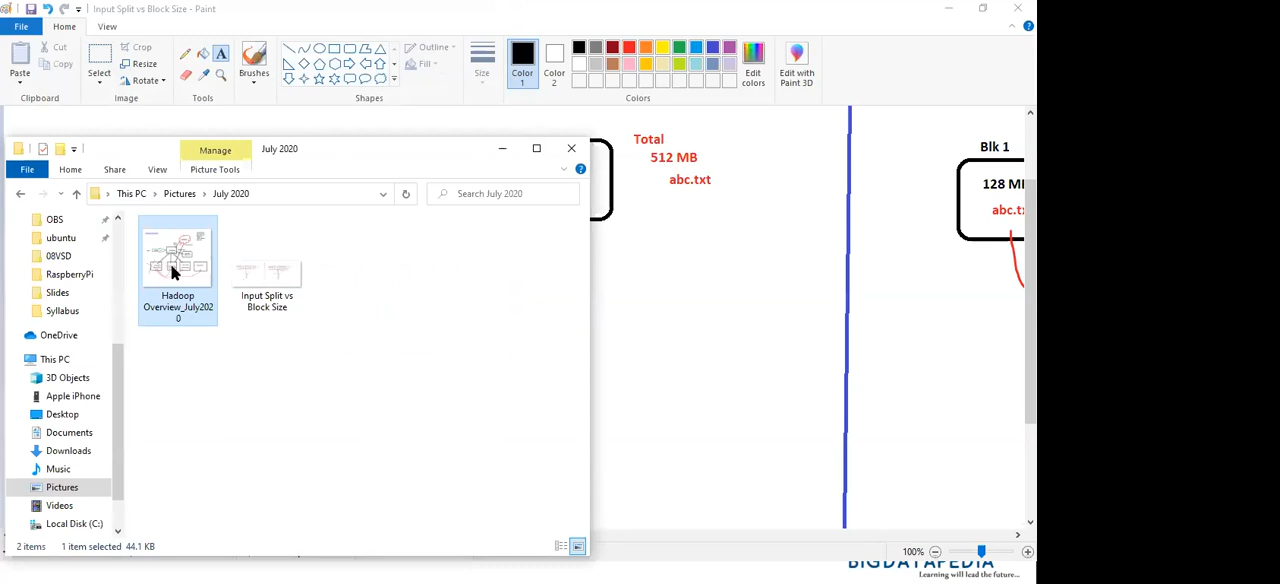 Input Split vs Block Size - Paint
File
Home
View
Paste
Cut
Copy
Clipboard
Select
Crop
Resize
Rotate
Image
A
Tools
Brushes
Shapes
Outline
Fill
Size
Color
1
Color
2
Colors
Edit
colors
Edit with
Paint 3D
Total
512 MB
abc.txt
Blk 1
128 M
abc.t
Manage
July 2020
File
Home
Share
View
Picture Tools
This PC
Pictures
July 2020
Search July 2020
OBS
ubuntu
08VSD
RaspberryPi
Slides
Syllabus
OneDrive
This PC
3D Objects
Apple iPhone
Desktop
Documents
Downloads
Music
Pictures
Videos
Local Disk (C:)
Hadoop
Overview_July202
0
Input Split vs
Block Size
2 items
1 item selected 44.1 KB
100%
BIGDATAPEDIA
Learning will lead the future...